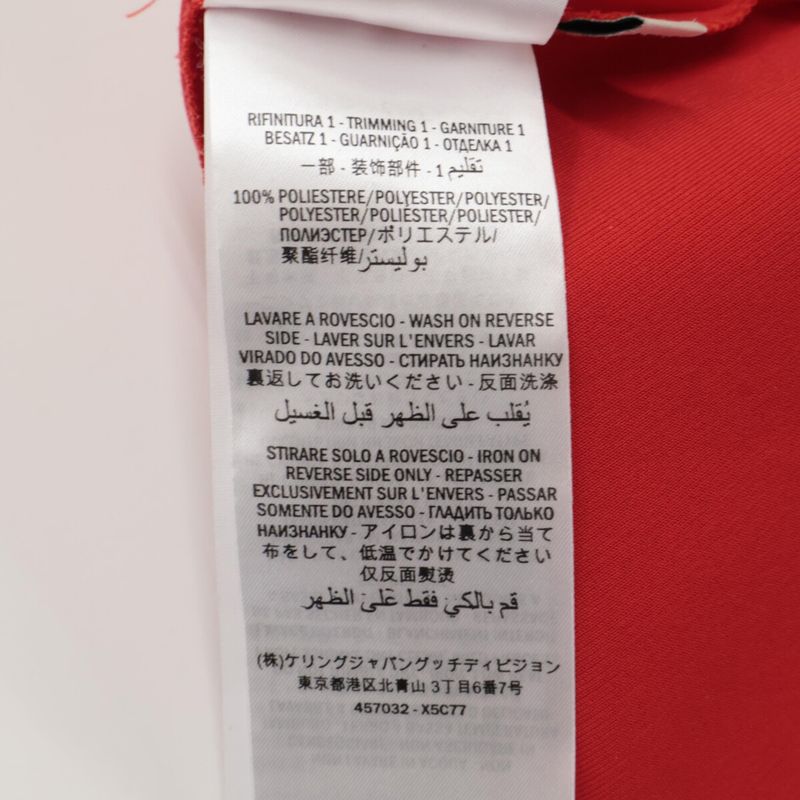 RIFINITURA 1 - TRIMMING 1 - GARNITURE 1
BESATZ 1 - GUARNIÇÃO 1 - ОТДЕЛКА 1
一部 - 装饰部件 - 1 تقليم
100% POLIESTERE/POLYESTER/POLYESTER/
POLYESTER/POLIÉSTER/POLIESTER/
ПОЛИЭСТЕР/ポリエステル/
聚酯纤维/بوليستر
LAVARE A ROVESCIO - WASH ON REVERSE
SIDE - LAVER SUR L'ENVERS - LAVAR
VIRADO DO AVESSO - СТИРАТЬ НАИЗНАНКУ
裏返してお洗いください - 反面洗涤
يُقلب على الظهر قبل الغسيل
STIRARE SOLO A ROVESCIO - IRON ON
REVERSE SIDE ONLY - REPASSER
EXCLUSIVEMENT SUR L'ENVERS - PASSAR
SOMENTE DO AVESSO - ГЛАДИТЬ ТОЛЬКО
НАИЗНАНКУ - アイロンは裏から当て
布をして、低温でかけてください
仅反面熨烫
قم بالكي فقط على الظهر
(株)ケリングジャパングッチディビジョン
東京都港区北青山 3丁目6番7号
457032 - X5C77